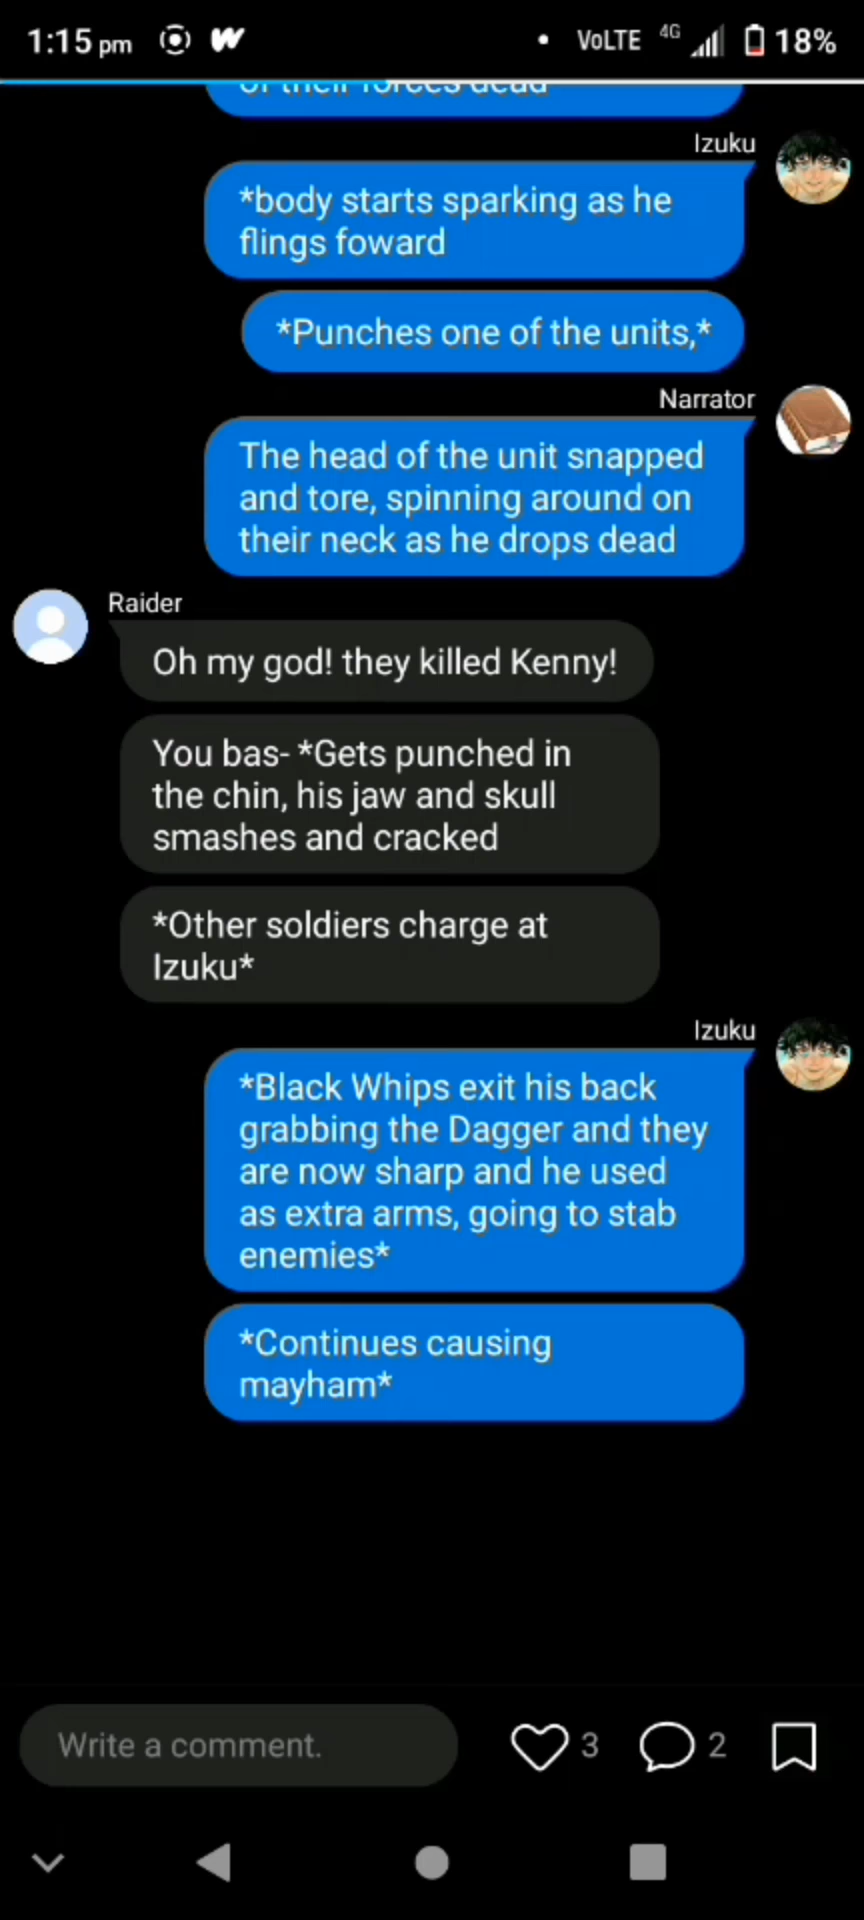 1:15 pm VoLTE 4G 18%
of their forces dead
Izuku
*body starts sparking as he
flings foward
*Punches one of the units,*
Narrator
The head of the unit snapped
and tore, spinning around on
their neck as he drops dead
Raider
Oh my god! they killed Kenny!
You bas- *Gets punched in
the chin, his jaw and skull
smashes and cracked
*Other soldiers charge at
Izuku*
Izuku
*Black Whips exit his back
grabbing the Dagger and they
are now sharp and he used
as extra arms, going to stab
enemies*
*Continues causing
mayham*
Write a comment. 3 2